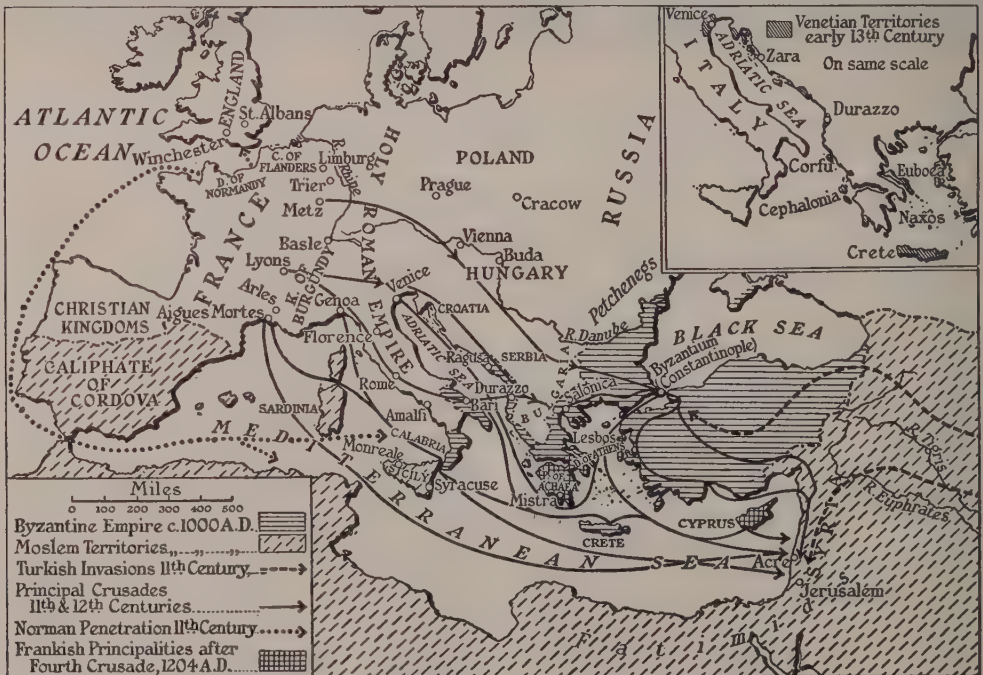 ATLANTIC
OCEAN
ENGLAND
St. Albans
Winchester
C. OF
FLANDERS
D. OF
NORMANDY
Limburg
Trier
Metz
R. Rhine
HOLY
ROMAN
EMPIRE
POLAND
Prague
Cracow
RUSSIA
FRANCE
Basle
Lyons
K. OF
BURGUNDY
Arles
Aigues Mortes
Genoa
Venice
Florence
Vienna
Buda
HUNGARY
CROATIA
Petchenegs
R. Danube
BLACK SEA
Byzantium
(Constantinople)
CHRISTIAN
KINGDOMS
CALIPHATE
OF
CORDOVA
SARDINIA
ADRIATIC
SEA
Ragusa
SERBIA
BULGARIA
Durazzo
Salonica
Rome
Bari
Amalfi
CALABRIA
Monreale
SICILY
Syracuse
Lesbos
D. OF ATHENS
P. OF
ACHAEA
Mistra
CRETE
CYPRUS
MEDITERRANEAN SEA
Acre
SYRIA
Jerusalem
R. Euphrates
Fatimids
Venice
Venetian Territories
early 13th Century
On same scale
ITALY
ADRIATIC SEA
Zara
Durazzo
Corfu
Cephalonia
Euboea
Naxos
Crete
Miles
0 100 200 300 400 500
Byzantine Empire c.1000 A.D.
Moslem Territories „ „ „
Turkish Invasions 11th Century
Principal Crusades
11th & 12th Centuries
Norman Penetration 11th Century
Frankish Principalities after
Fourth Crusade, 1204 A.D.